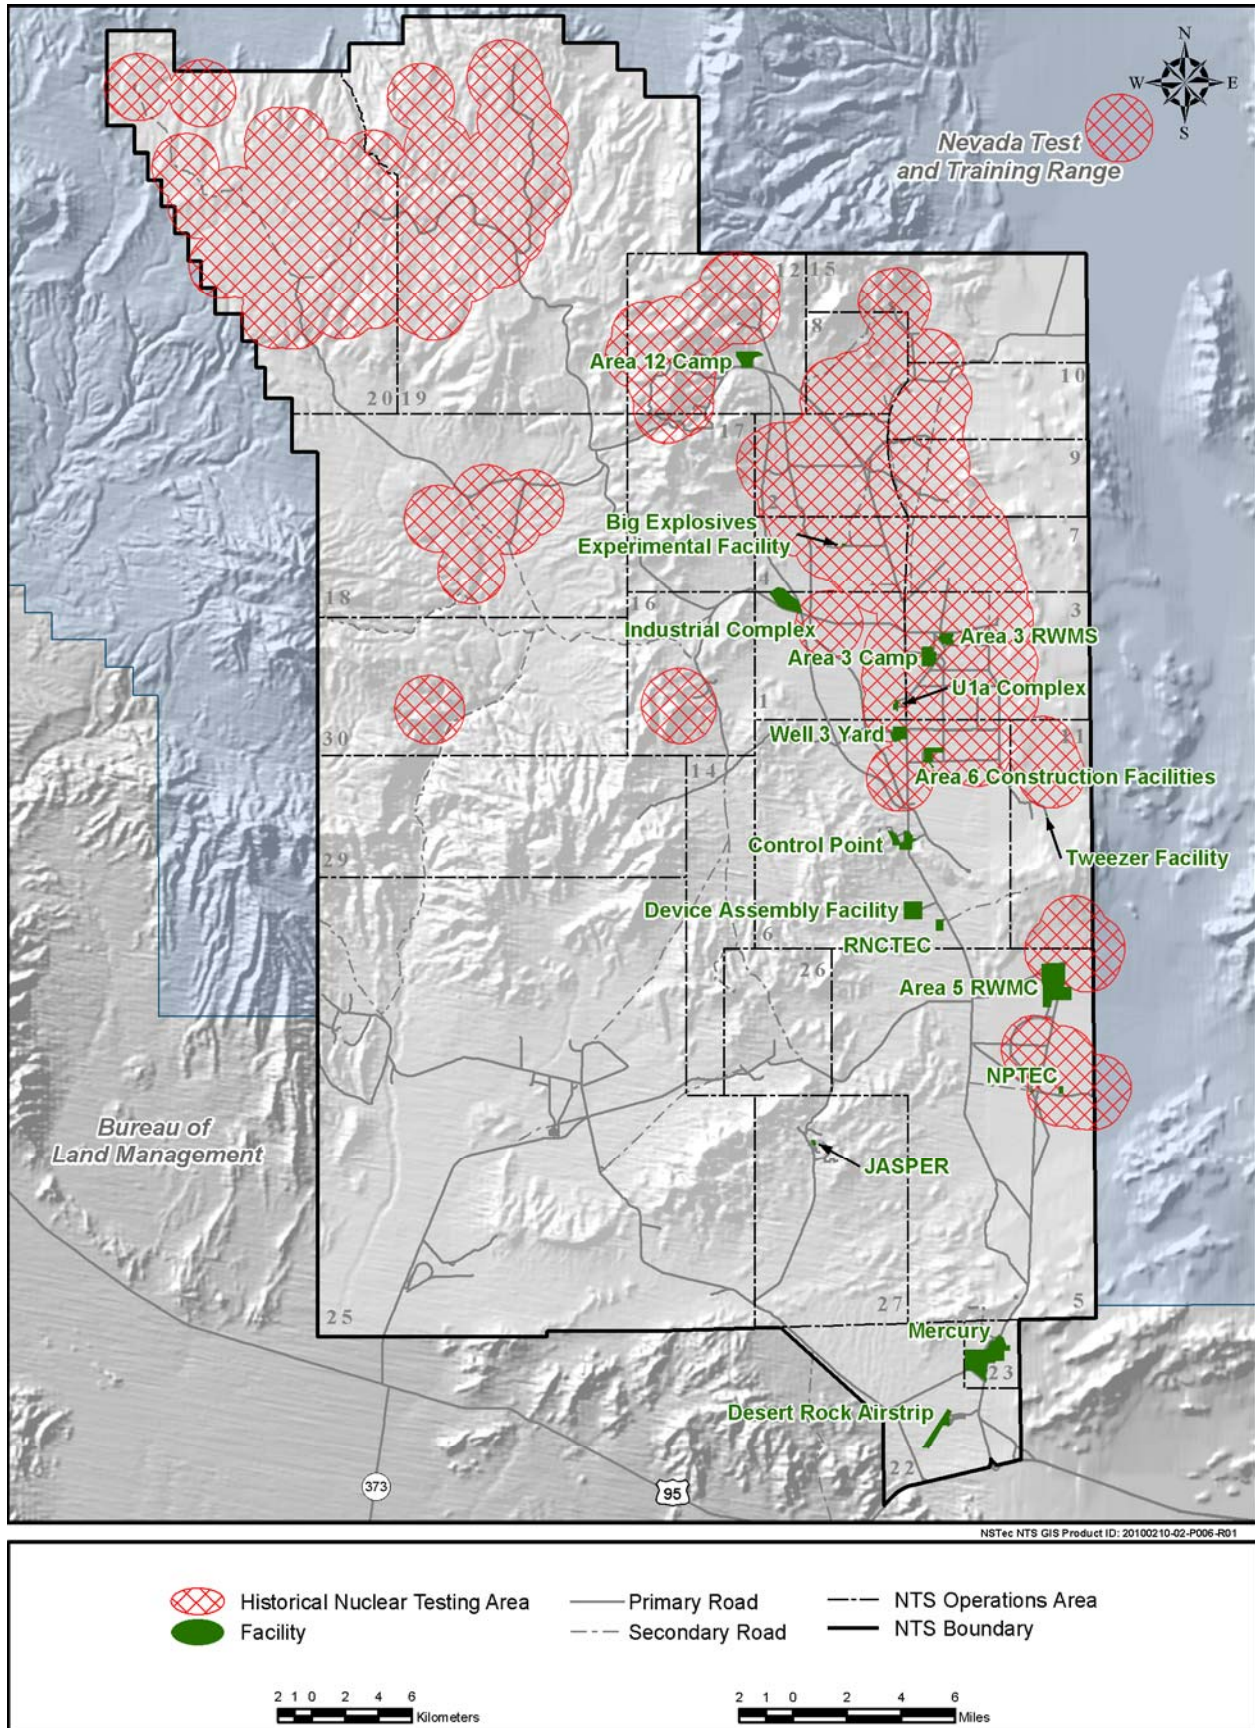 N
W E
S
Nevada Test
and Training Range
12 15
8
Area 12 Camp
10
20 19
17
9
2
Big Explosives
Experimental Facility
7
4
18
16
3
Industrial Complex
Area 3 RWMS
Area 3 Camp
U1a Complex
1
30
Well 3 Yard
11
14
Area 6 Construction Facilities
Control Point
Tweezer Facility
29
Device Assembly Facility
6
RNCTEC
26
Area 5 RWMC
NPTEC
Bureau of
Land Management
JASPER
25
27
5
Mercury
23
Desert Rock Airstrip
22
373
95
NSTec NTS GIS Product ID: 20100210-02-P006-R01
Historical Nuclear Testing Area
Primary Road
NTS Operations Area
Facility
Secondary Road
NTS Boundary
2 1 0 2 4 6
Kilometers
2 1 0 2 4 6
Miles